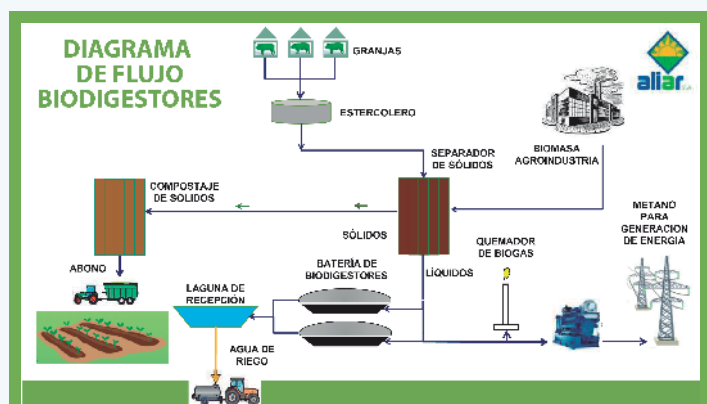 DIAGRAMA
DE FLUJO
BIODIGESTORES
GRANJAS
aliar
ESTERCOLERO
SEPARADOR
DE SÓLIDOS
BIOMASA
AGROINDUSTRIA
COMPOSTAJE
DE SOLIDOS
METANO
PARA
GENERACION
DE ENERGIA
SÓLIDOS
QUEMADOR
DE BIOGAS
BATERÍA DE
BIODIGESTORES
LÍQUIDOS
ABONO
LAGUNA DE
RECEPCIÓN
AGUA DE
RIEGO